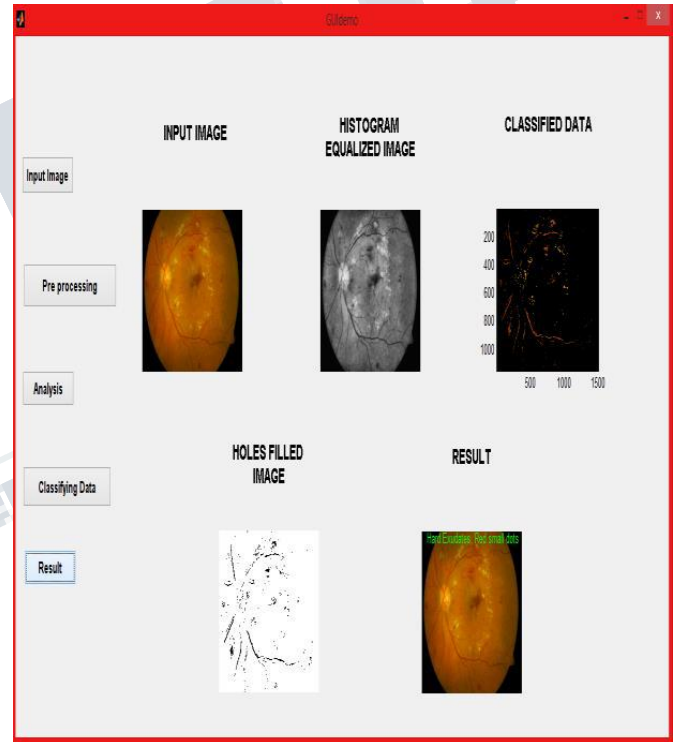 GUIdemo
INPUT IMAGE
HISTOGRAM
EQUALIZED IMAGE
CLASSIFIED DATA
Input Image
Pre processing
Analysis
Classifying Data
Result
200
400
600
800
1000
500 1000 1500
HOLES FILLED
IMAGE
RESULT
Hard Exudates Red small dots